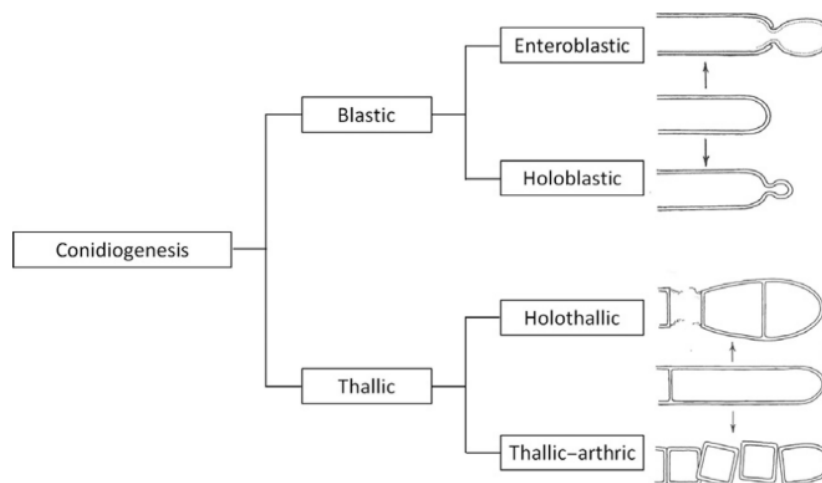 Enteroblastic
Blastic
Holoblastic
Conidiogenesis
Holothallic
Thallic
Thallic–arthric